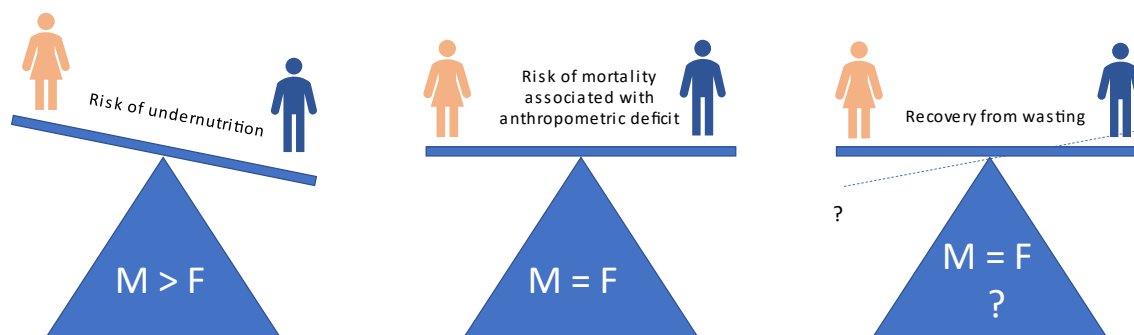 Risk of undernutrition
M > F
Risk of mortality
associated with
anthropometric deficit
M = F
Recovery from wasting
?
M = F
?